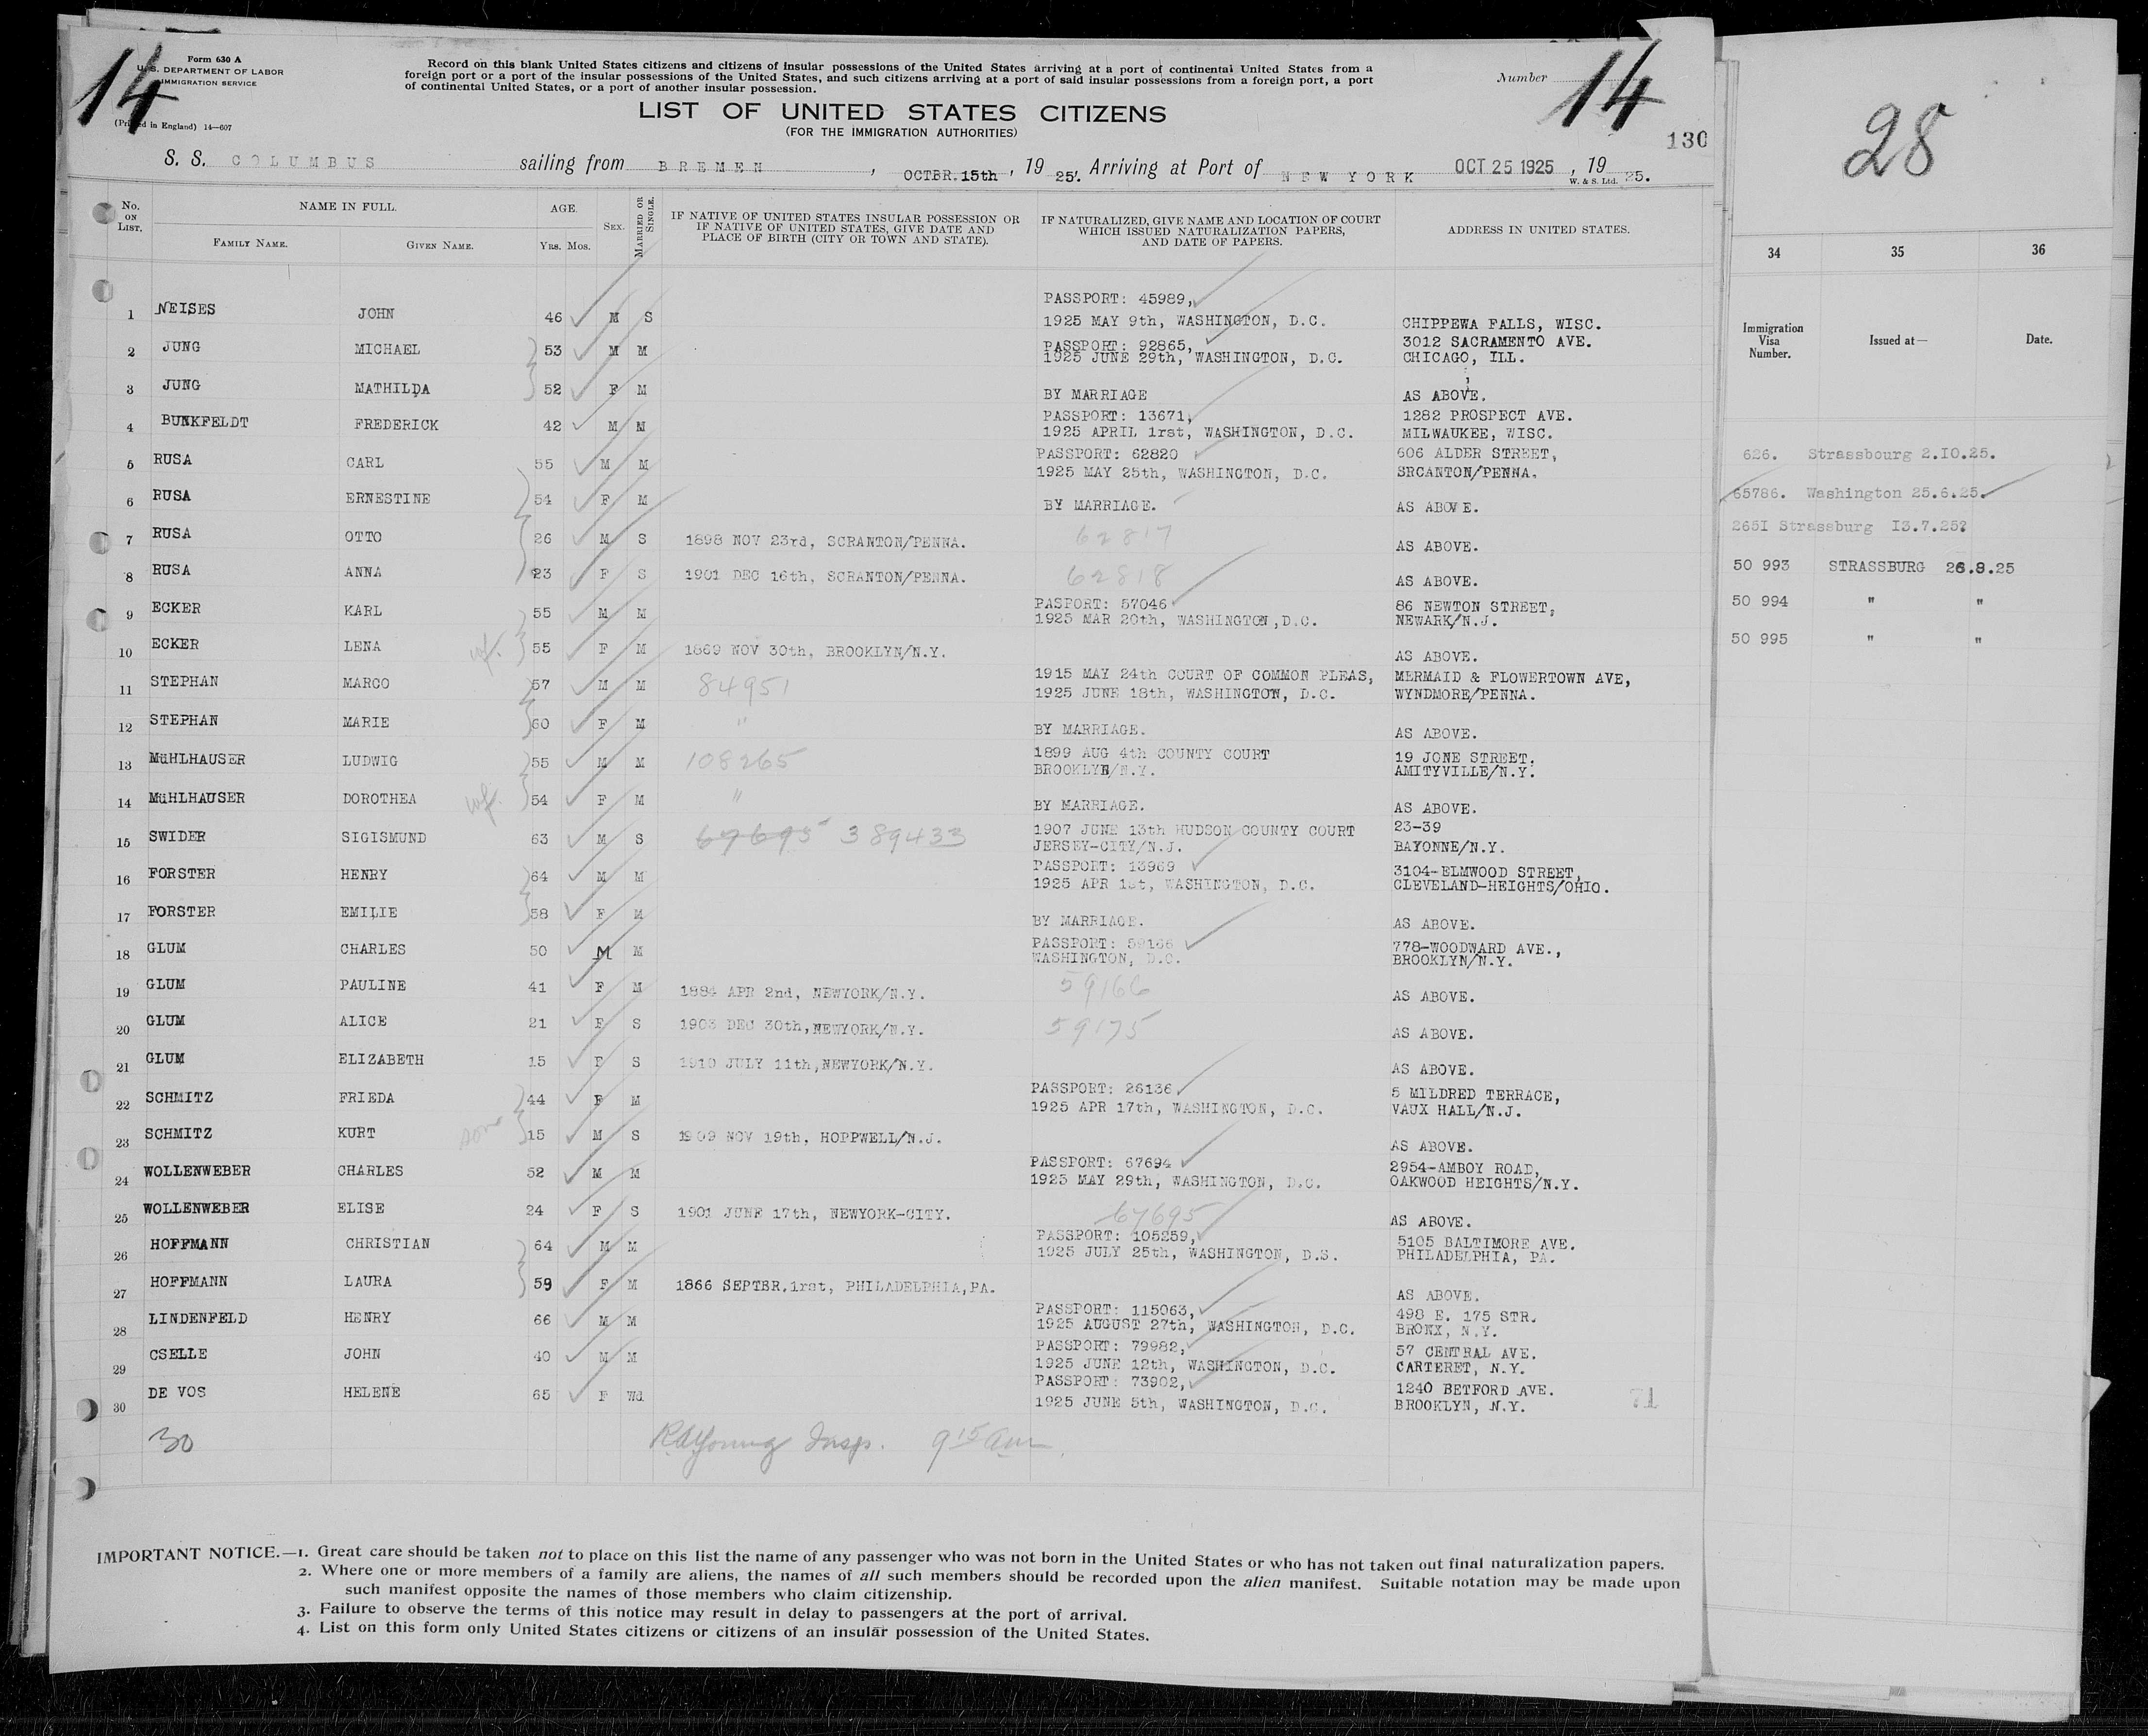 14
Form 630 A
U.S. DEPARTMENT OF LABOR
IMMIGRATION SERVICE
(Printed in England) 14—607
Record on this blank United States citizens and citizens of insular possessions of the United States arriving at a port of continental United States from a
foreign port or a port of the insular possessions of the United States, and such citizens arriving at a port of said insular possessions from a foreign port, a port
of continental United States, or a port of another insular possession.
Number 14
LIST OF UNITED STATES CITIZENS
(FOR THE IMMIGRATION AUTHORITIES)
130
S. S. COLUMBUS sailing from BREMEN, OCTBR.15th, 19 25'. Arriving at Port of NEW YORK OCT 25 1925, 19 25.
W. & S. Ltd.
No. ON LIST. NAME IN FULL. AGE. SEX. MARRIED OR SINGLE. IF NATIVE OF UNITED STATES INSULAR POSSESSION OR IF NATIVE OF UNITED STATES, GIVE DATE AND PLACE OF BIRTH (CITY OR TOWN AND STATE). IF NATURALIZED, GIVE NAME AND LOCATION OF COURT WHICH ISSUED NATURALIZATION PAPERS, AND DATE OF PAPERS. ADDRESS IN UNITED STATES.
FAMILY NAME. GIVEN NAME. YRS. MOS.
1 NEISES JOHN 46 M S PASSPORT: 45989, 1925 MAY 9th, WASHINGTON, D.C. CHIPPEWA FALLS, WISC.
2 JUNG MICHAEL 53 M M PASSPORT: 92865, 1925 JUNE 29th, WASHINGTON, D.C. 3012 SACRAMENTO AVE. CHICAGO, ILL.
3 JUNG MATHILDA 52 F M BY MARRIAGE AS ABOVE.
4 BUNKFELDT FREDERICK 42 M M PASSPORT: 13671, 1925 APRIL 1rst, WASHINGTON, D.C. 1282 PROSPECT AVE. MILWAUKEE, WISC.
5 RUSA CARL 55 M M PASSPORT: 62820 1925 MAY 25th, WASHINGTON, D.C. 606 ALDER STREET, SRCANTON/PENNA.
6 RUSA ERNESTINE 54 F M BY MARRIAGE. AS ABOVE.
7 RUSA OTTO 26 M S 1898 NOV 23rd, SCRANTON/PENNA. 62817 AS ABOVE.
8 RUSA ANNA 23 F S 1901 DEC 16th, SCRANTON/PENNA. 62818 AS ABOVE.
9 ECKER KARL 55 M M PASPORT: 57046 1925 MAR 20th, WASHINGTON,D.C. 86 NEWTON STREET, NEWARK/N.J.
10 ECKER LENA wf. 55 F M 1869 NOV 30th, BROOKLYN/N.Y. AS ABOVE.
11 STEPHAN MARCO 57 M M 84951 1915 MAY 24th COURT OF COMMON PLEAS, 1925 JUNE 18th, WASHINGTON, D.C. MERMAID & FLOWERTOWN AVE, WYNDMORE/PENNA.
12 STEPHAN MARIE 60 F M " BY MARRIAGE. AS ABOVE.
13 MüHLHAUSER LUDWIG 55 M M 108265 1899 AUG 4th COUNTY COURT BROOKLYN/N.Y. 19 JONE STREET. AMITYVILLE/N.Y.
14 MüHLHAUSER DOROTHEA wf. 54 F M " BY MARRIAGE. AS ABOVE.
15 SWIDER SIGISMUND 63 M S 67695 389433 1907 JUNE 13th HUDSON COUNTY COURT JERSEY-CITY/N.J. 23-39 BAYONNE/N.Y.
16 FORSTER HENRY 64 M M PASSPORT: 13969 1925 APR 1st, WASHINGTON, D.C. 3104-ELMWOOD STREET, CLEVELAND-HEIGHTS/OHIO.
17 FORSTER EMILIE 58 F M BY MARRIAGE. AS ABOVE.
18 GLUM CHARLES 50 M M PASSPORT: 59166 WASHINGTON, D.C. 778-WOODWARD AVE., BROOKLYN/N.Y.
19 GLUM PAULINE 41 F M 1884 APR 2nd, NEWYORK/N.Y. 59166 AS ABOVE.
20 GLUM ALICE 21 F S 1903 DEC 30th,NEWYORK/N.Y. 59175 AS ABOVE.
21 GLUM ELIZABETH 15 F S 1910 JULY 11th,NEWYORK/N.Y. AS ABOVE.
22 SCHMITZ FRIEDA 44 F M PASSPORT: 26136, 1925 APR 17th, WASHINGTON, D.C. 5 MILDRED TERRACE, VAUX HALL/N.J.
23 SCHMITZ KURT son 15 M S 1909 NOV 19th, HOPPWELL/N.J. AS ABOVE.
24 WOLLENWEBER CHARLES 52 M M PASSPORT: 67694 1925 MAY 29th, WASHINGTON, D.C. 2954-AMBOY ROAD, OAKWOOD HEIGHTS/N.Y.
25 WOLLENWEBER ELISE 24 F S 1901 JUNE 17th, NEWYORK-CITY. 67695 AS ABOVE.
26 HOFFMANN CHRISTIAN 64 M M PASSPORT: 105259, 1925 JULY 25th, WASHINGTON, D.S. 5105 BALTIMORE AVE. PHILADELPHIA, PA.
27 HOFFMANN LAURA 59 F M 1866 SEPTBR.1rst, PHILADELPHIA,PA. AS ABOVE.
28 LINDENFELD HENRY 66 M M PASSPORT: 115063, 1925 AUGUST 27th, WASHINGTON, D.C. 498 E. 175 STR. BRONX, N.Y.
29 CSELLE JOHN 40 M M PASSPORT: 79982, 1925 JUNE 12th, WASHINGTON, D.C. 57 CENTRAL AVE. CARTERET, N.Y.
30 DE VOS HELENE 65 F Wd. PASSPORT: 73902, 1925 JUNE 5th, WASHINGTON, D.C. 1240 BETFORD AVE. BROOKLYN, N.Y. 71
30 RAYoung Insp. 9 15 am
IMPORTANT NOTICE.—1. Great care should be taken not to place on this list the name of any passenger who was not born in the United States or who has not taken out final naturalization papers.
2. Where one or more members of a family are aliens, the names of all such members should be recorded upon the alien manifest. Suitable notation may be made upon
such manifest opposite the names of those members who claim citizenship.
3. Failure to observe the terms of this notice may result in delay to passengers at the port of arrival.
4. List on this form only United States citizens or citizens of an insular possession of the United States.
28
34 35 36
Immigration Visa Number. Issued at— Date.
626. Strassbourg 2.IO.25.
65786. Washington 25.6.25.
265I Strassburg I3.7.25?
50 993 STRASSBURG 26.8.25
50 994 " "
50 995 " "